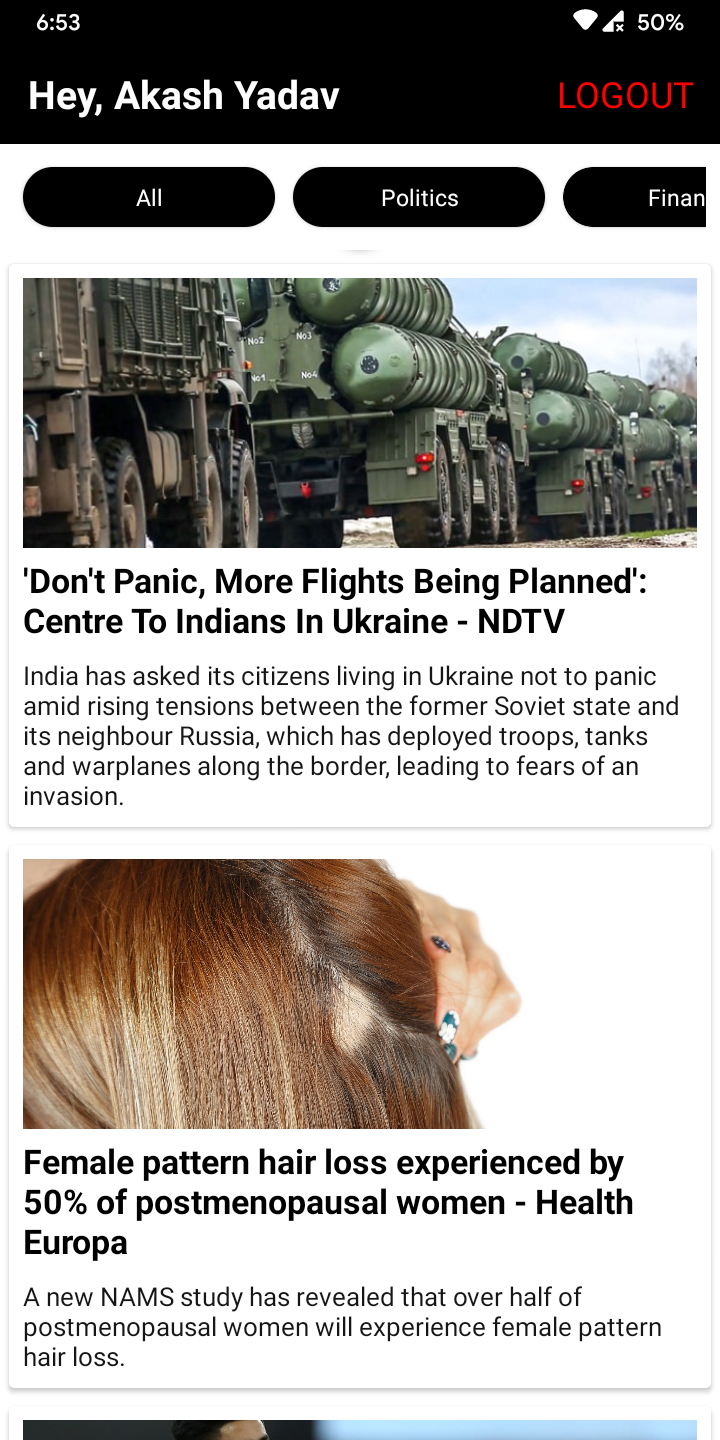 6:53
50%
Hey, Akash Yadav
LOGOUT
All
Politics
Finan
No2
No3
No1
No4
'Don't Panic, More Flights Being Planned':
Centre To Indians In Ukraine - NDTV
India has asked its citizens living in Ukraine not to panic
amid rising tensions between the former Soviet state and
its neighbour Russia, which has deployed troops, tanks
and warplanes along the border, leading to fears of an
invasion.
Female pattern hair loss experienced by
50% of postmenopausal women - Health
Europa
A new NAMS study has revealed that over half of
postmenopausal women will experience female pattern
hair loss.